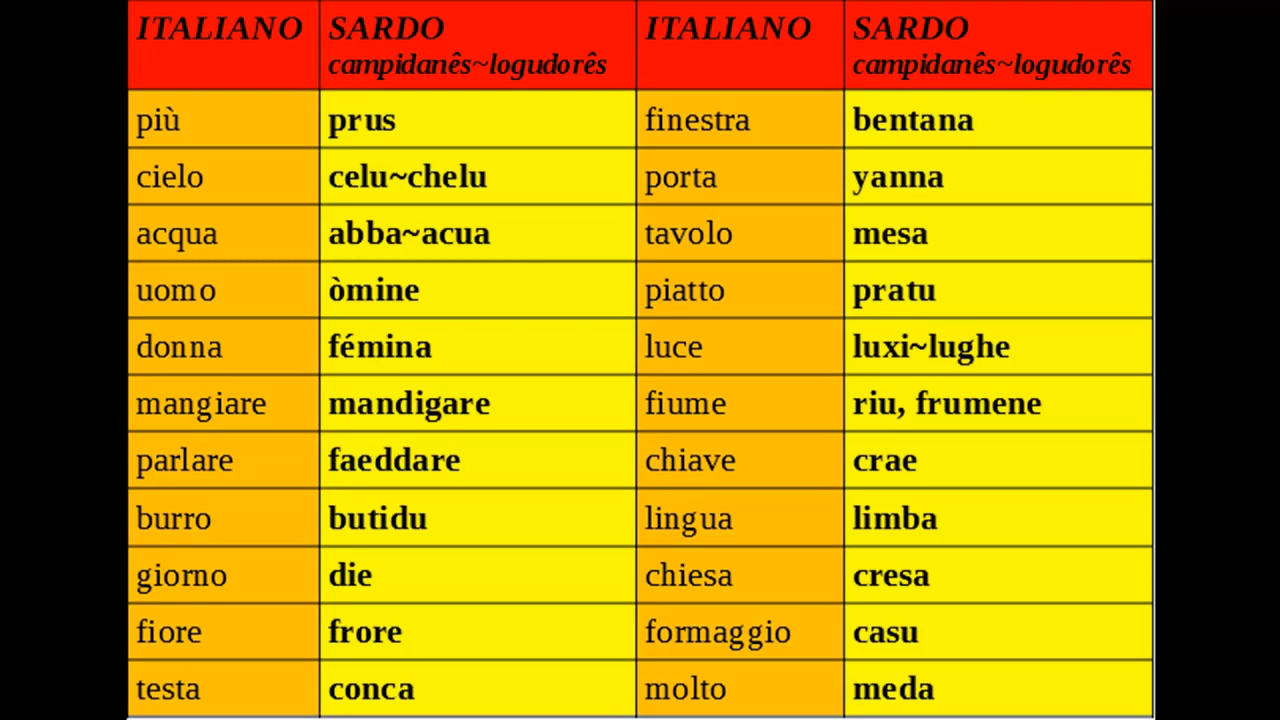 ITALIANO SARDO ITALIANO SARDO
campidanês~logudorês campidanês~logudorês
più prus finestra bentana
cielo celu~chelu porta yanna
acqua abba~acua tavolo mesa
uomo òmine piatto pratu
donna fémina luce luxi~lughe
mangiare mandigare fiume riu, frumene
parlare faeddare chiave crae
burro butidu lingua limba
giorno die chiesa cresa
fiore frore formaggio casu
testa conca molto meda